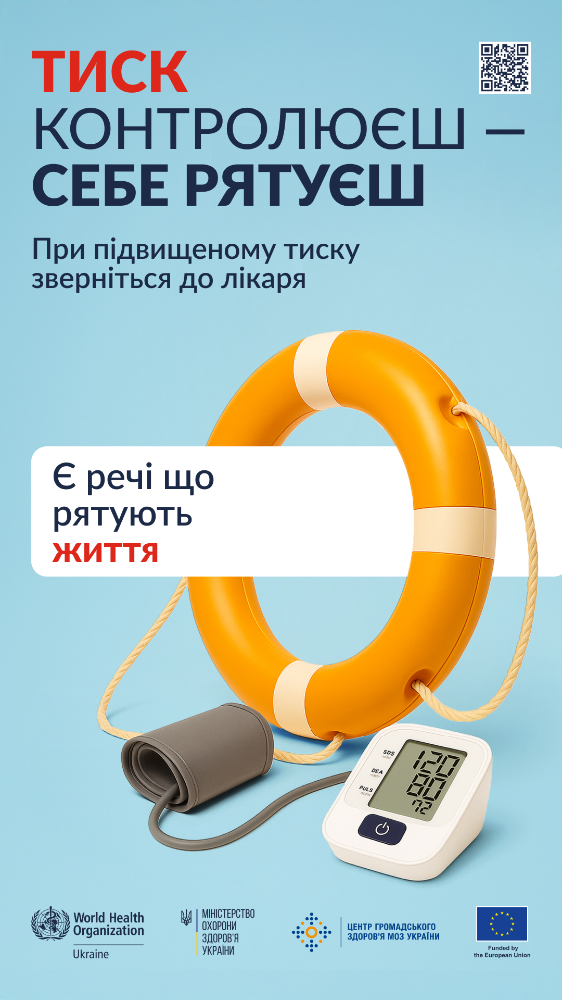 ТИСК
КОНТРОЛЮЄШ —
СЕБЕ РЯТУЄШ
При підвищеному тиску
зверніться до лікаря
Є речі що
рятують
життя
SDS
120
DEA
80
PULS
72
World Health
Organization
Ukraine
МІНІСТЕРСТВО
ОХОРОНИ
ЗДОРОВ'Я
УКРАЇНИ
ЦЕНТР ГРОМАДСЬКОГО
ЗДОРОВ'Я МОЗ УКРАЇНИ
Funded by
the European Union